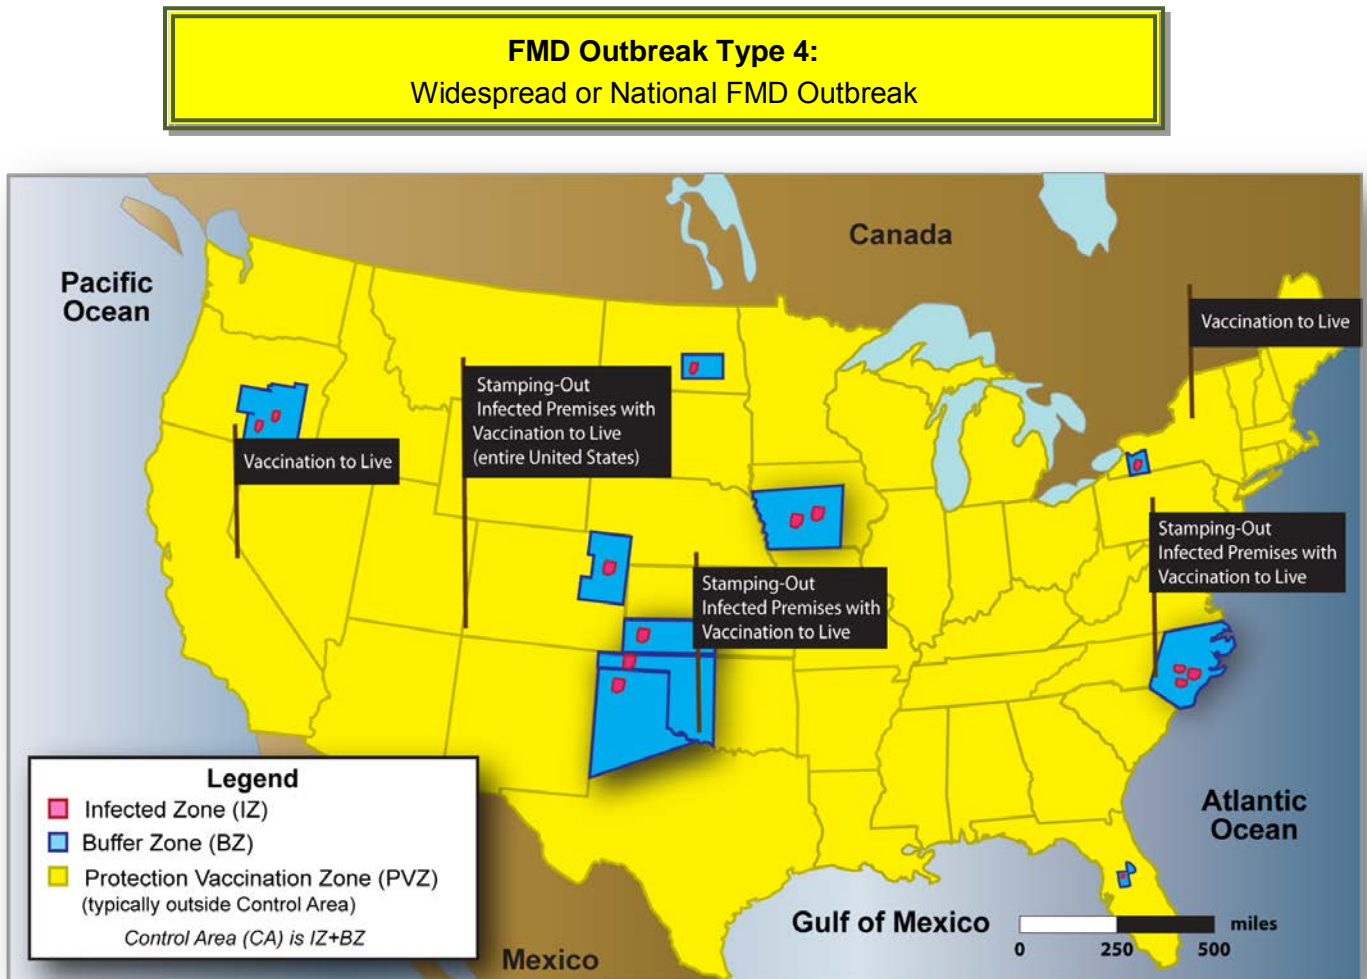 FMD Outbreak Type 4:
Widespread or National FMD Outbreak
Canada
Pacific
Ocean
Vaccination to Live
Stamping-Out
Infected Premises with
Vaccination to Live
(entire United States)
Vaccination to Live
Stamping-Out
Infected Premises with
Vaccination to Live
Stamping-Out
Infected Premises with
Vaccination to Live
Legend
Infected Zone (IZ)
Buffer Zone (BZ)
Protection Vaccination Zone (PVZ)
(typically outside Control Area)
Control Area (CA) is IZ+BZ
Atlantic
Ocean
Gulf of Mexico
miles
0 250 500
Mexico